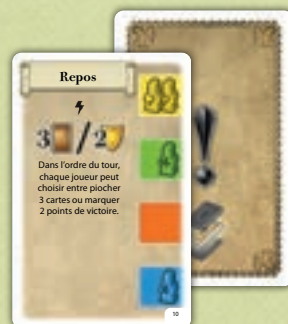 Repos
3 / 2
Dans l'ordre du tour,
chaque joueur peut
choisir entre piocher
3 cartes ou marquer
2 points de victoire.
10